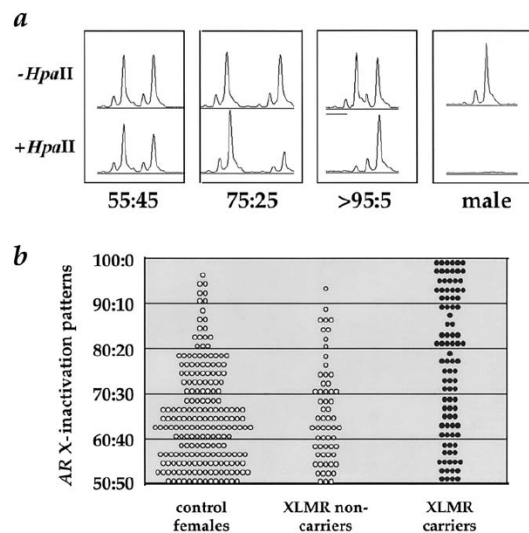 a
-HpaII
+HpaII
55:45
75:25
>95:5
male
b
AR X-inactivation patterns
100:0
90:10
80:20
70:30
60:40
50:50
control
females
XLMR non-
carriers
XLMR
carriers